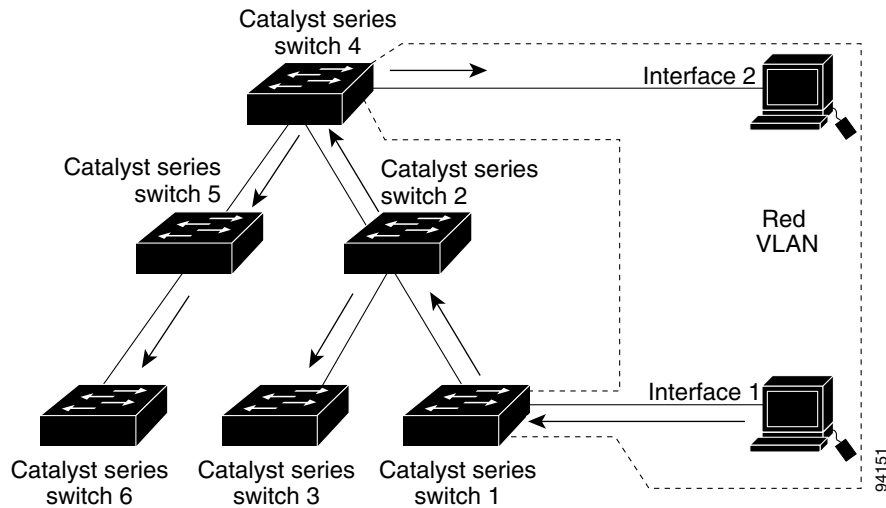 Catalyst series
switch 4
Interface 2
Catalyst series
switch 5
Catalyst series
switch 2
Red
VLAN
Interface 1
Catalyst series
switch 6
Catalyst series
switch 3
Catalyst series
switch 1
94151